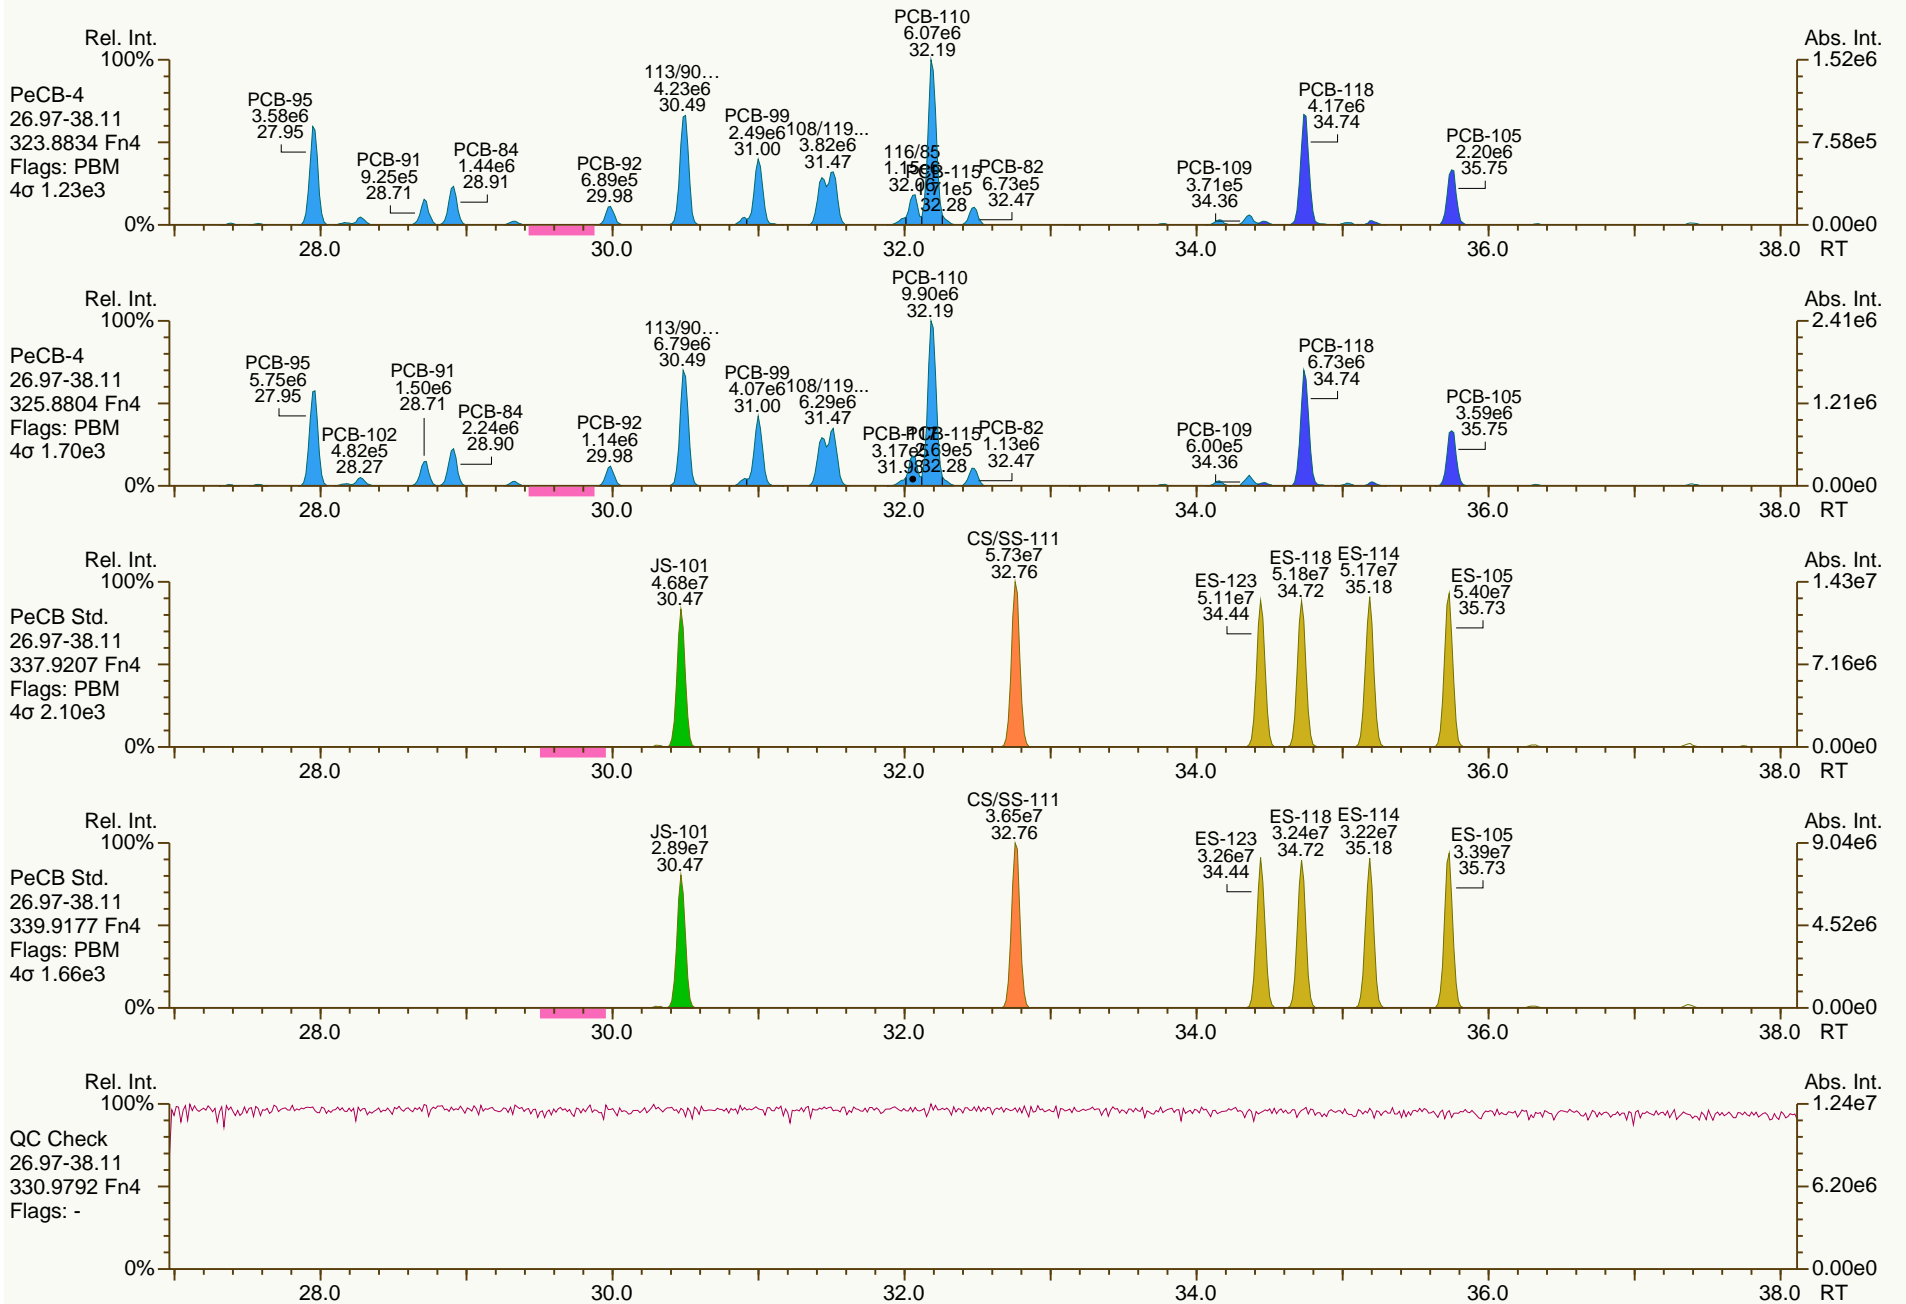 PCB-110
6.07e6
32.19
Rel. Int.
100%
0%
PeCB-4
26.97-38.11
323.8834 Fn4
Flags: PBM
4σ 1.23e3
PCB-95
3.58e6
27.95
PCB-91
9.25e5
28.71
PCB-84
1.44e6
28.91
PCB-92
6.89e5
29.98
113/90...
4.23e6
30.49
PCB-99
2.49e6
31.00
108/119...
3.82e6
31.47
116/85
1.15e6
32.06
PCB-115
32.28
PCB-82
6.73e5
32.47
PCB-109
3.71e5
34.36
PCB-118
4.17e6
34.74
PCB-105
2.20e6
35.75
Abs. Int.
1.52e6
7.58e5
0.00e0
28.0 30.0 32.0 34.0 36.0 38.0 RT
PCB-110
9.90e6
32.19
Rel. Int.
100%
0%
PeCB-4
26.97-38.11
325.8804 Fn4
Flags: PBM
4σ 1.70e3
PCB-95
5.75e6
27.95
PCB-102
4.82e5
28.27
PCB-91
1.50e6
28.71
PCB-84
2.24e6
28.90
PCB-92
1.14e6
29.98
113/90...
6.79e6
30.49
PCB-99
4.07e6
31.00
108/119...
6.29e6
31.47
PCB-117
3.17e5
31.98
PCB-115
2.69e5
32.28
PCB-82
1.13e6
32.47
PCB-109
6.00e5
34.36
PCB-118
6.73e6
34.74
PCB-105
3.59e6
35.75
Abs. Int.
2.41e6
1.21e6
0.00e0
28.0 30.0 32.0 34.0 36.0 38.0 RT
Rel. Int.
100%
0%
PeCB Std.
26.97-38.11
337.9207 Fn4
Flags: PBM
4σ 2.10e3
JS-101
4.68e7
30.47
CS/SS-111
5.73e7
32.76
ES-123
5.11e7
34.44
ES-118
5.18e7
34.72
ES-114
5.17e7
35.18
ES-105
5.40e7
35.73
Abs. Int.
1.43e7
7.16e6
0.00e0
28.0 30.0 32.0 34.0 36.0 38.0 RT
Rel. Int.
100%
0%
PeCB Std.
26.97-38.11
339.9177 Fn4
Flags: PBM
4σ 1.66e3
JS-101
2.89e7
30.47
CS/SS-111
3.65e7
32.76
ES-123
3.26e7
34.44
ES-118
3.24e7
34.72
ES-114
3.22e7
35.18
ES-105
3.39e7
35.73
Abs. Int.
9.04e6
4.52e6
0.00e0
28.0 30.0 32.0 34.0 36.0 38.0 RT
Rel. Int.
100%
0%
QC Check
26.97-38.11
330.9792 Fn4
Flags: -
Abs. Int.
1.24e7
6.20e6
0.00e0
28.0 30.0 32.0 34.0 36.0 38.0 RT